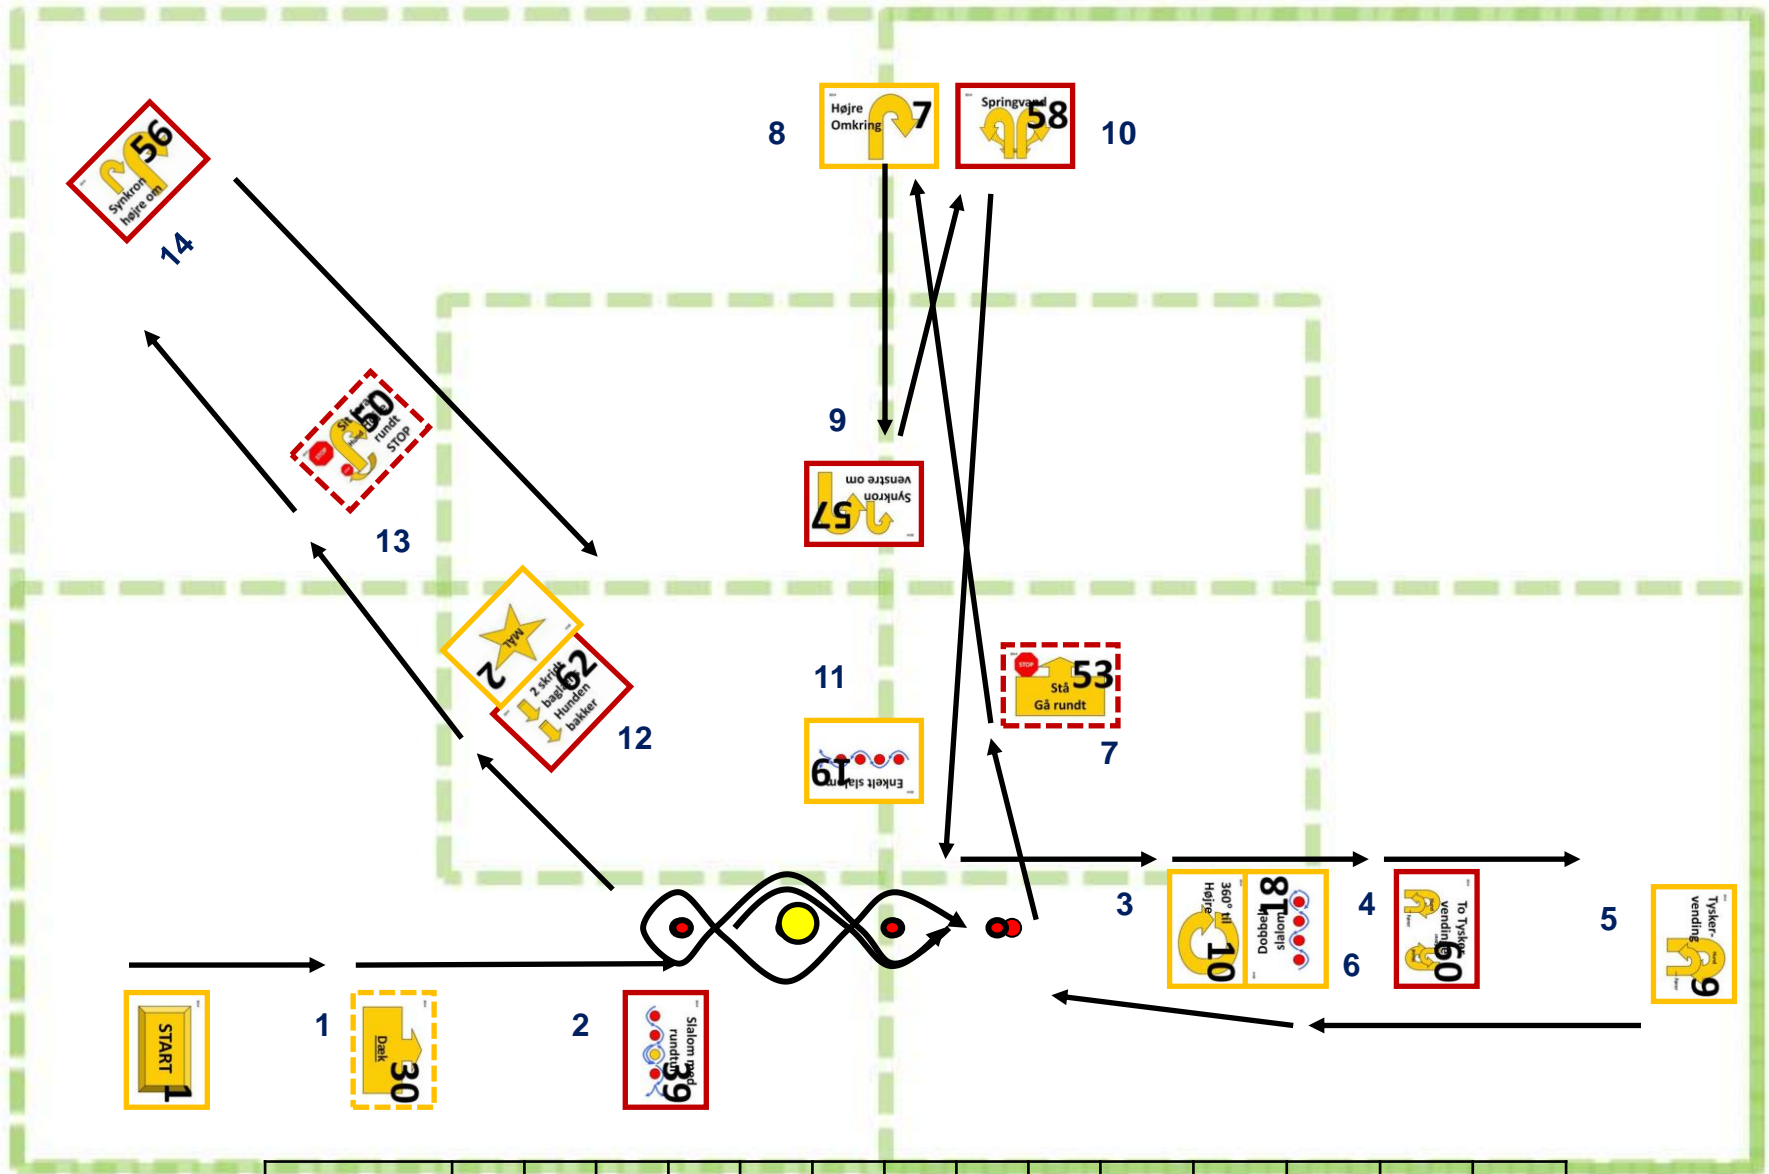 8
Højre
Omkring
7
Springvand
58
10
56
Synkron
højre om
14
9
Synkron
venstre om
57
50
rundt
STOP
STOP
13
MÅL
2
2 skridt
Hunden
bakker
62
12
11
Enkelt slalom
19
STOP
Stå
Gå rundt
53
7
3
360° til
Højre
10
Dobbelt
slalom
18
6
4
To Tysker
vendinger
60
5
Tysker-
vending
9
START
1
1
Dæk
30
2
Slalom med
rundtur
39